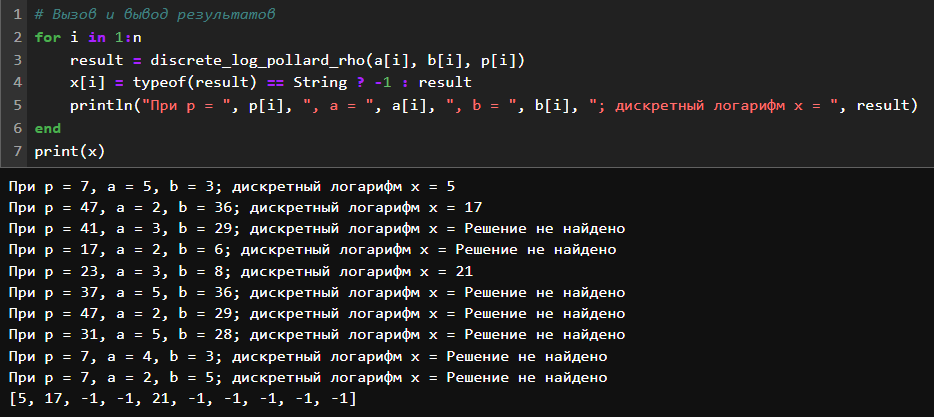 1 # Вызов и вывод результатов
2 for i in 1:n
3     result = discrete_log_pollard_rho(a[i], b[i], p[i])
4     x[i] = typeof(result) == String ? -1 : result
5     println("При p = ", p[i], ", a = ", a[i], ", b = ", b[i], "; дискретный логарифм x = ", result)
6 end
7 print(x)
При p = 7, a = 5, b = 3; дискретный логарифм x = 5
При p = 47, a = 2, b = 36; дискретный логарифм x = 17
При p = 41, a = 3, b = 29; дискретный логарифм x = Решение не найдено
При p = 17, a = 2, b = 6; дискретный логарифм x = Решение не найдено
При p = 23, a = 3, b = 8; дискретный логарифм x = 21
При p = 37, a = 5, b = 36; дискретный логарифм x = Решение не найдено
При p = 47, a = 2, b = 29; дискретный логарифм x = Решение не найдено
При p = 31, a = 5, b = 28; дискретный логарифм x = Решение не найдено
При p = 7, a = 4, b = 3; дискретный логарифм x = Решение не найдено
При p = 7, a = 2, b = 5; дискретный логарифм x = Решение не найдено
[5, 17, -1, -1, 21, -1, -1, -1, -1, -1]